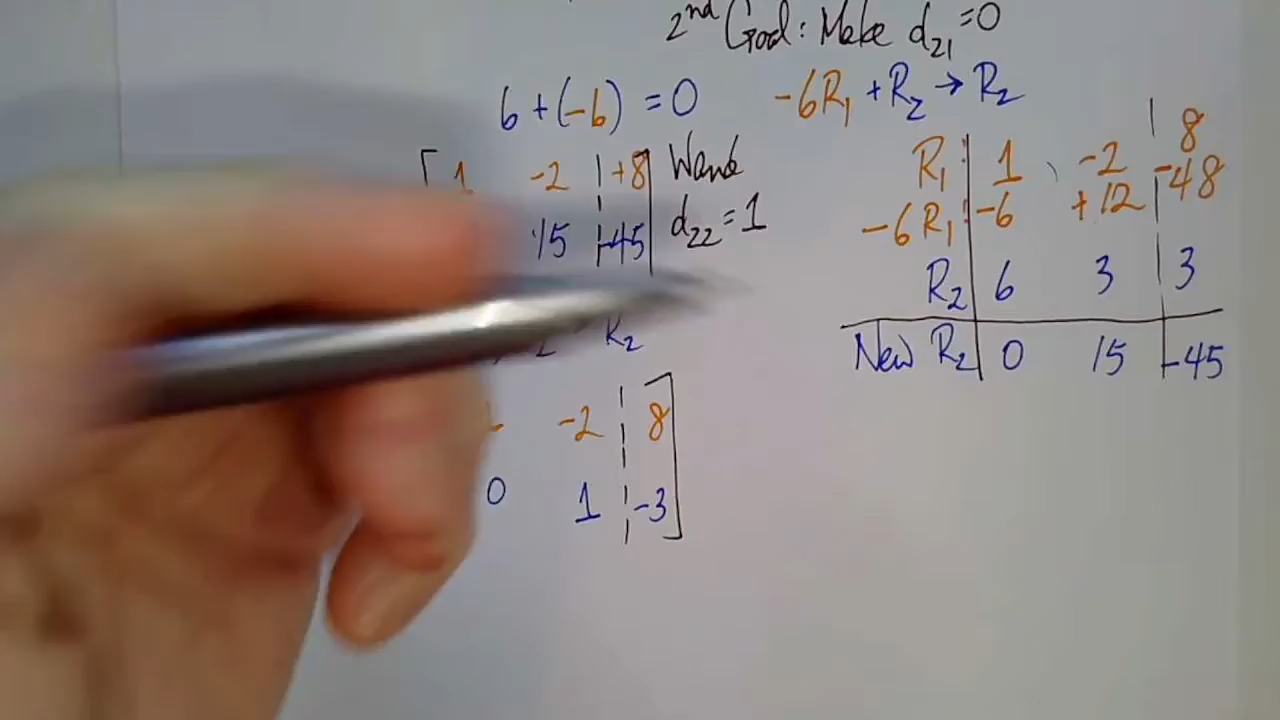 2nd Goal: Make d21 = 0
6 + (-6) = 0
-6R1 + R2 → R2
[1 -2 | +8]
15 | -45]
Want
d22 = 1
R2
-2 | 8]
0 1 | -3]
8
R1: 1 -2 | -48
-6R1: -6 +12
R2 6 3 | 3
New R2 0 15 | -45